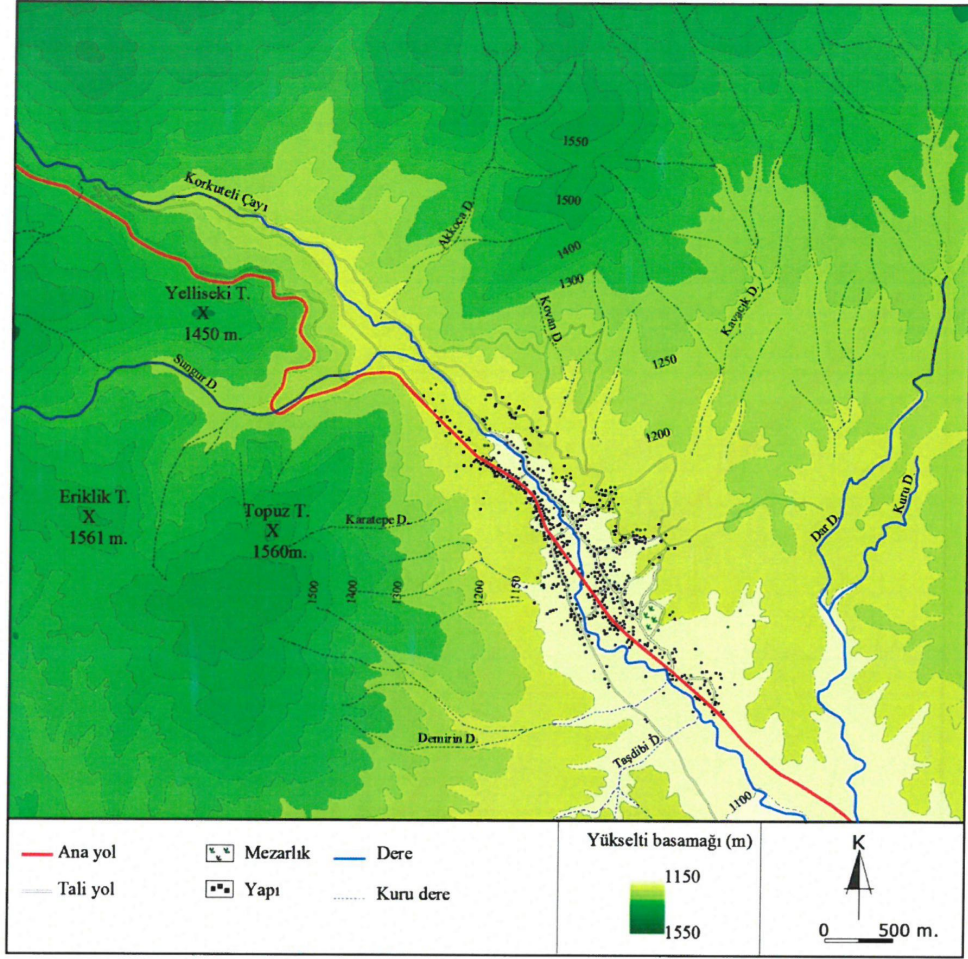 1550
1500
1400
1300
Korkuteli Çayı
Akkoca D.
Kovan D.
Kavacık D.
Yelliseki T.
X
1450 m.
Sungur D.
1250
1200
Eriklik T.
X
1561 m.
Topuz T.
X
1560m.
Karatepe D.
Dar D.
Kuru D.
1500
1400
1300
1200
1150
Demirin D.
Taşdibi D.
1100
Ana yol
Tali yol
Mezarlık
Yapı
Dere
Kuru dere
Yükselti basamağı (m)
1150
1550
K
0 500 m.